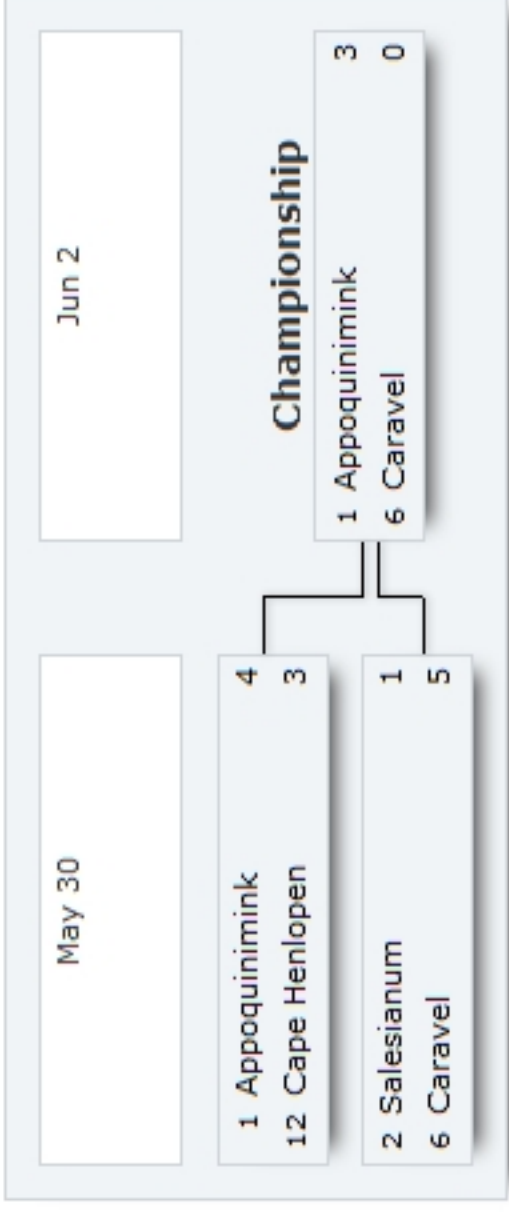 May 30
Jun 2
1 Appoquinimink 4
12 Cape Henlopen 3
2 Salesianum 1
6 Caravel 5
Championship
1 Appoquinimink 3
6 Caravel 0